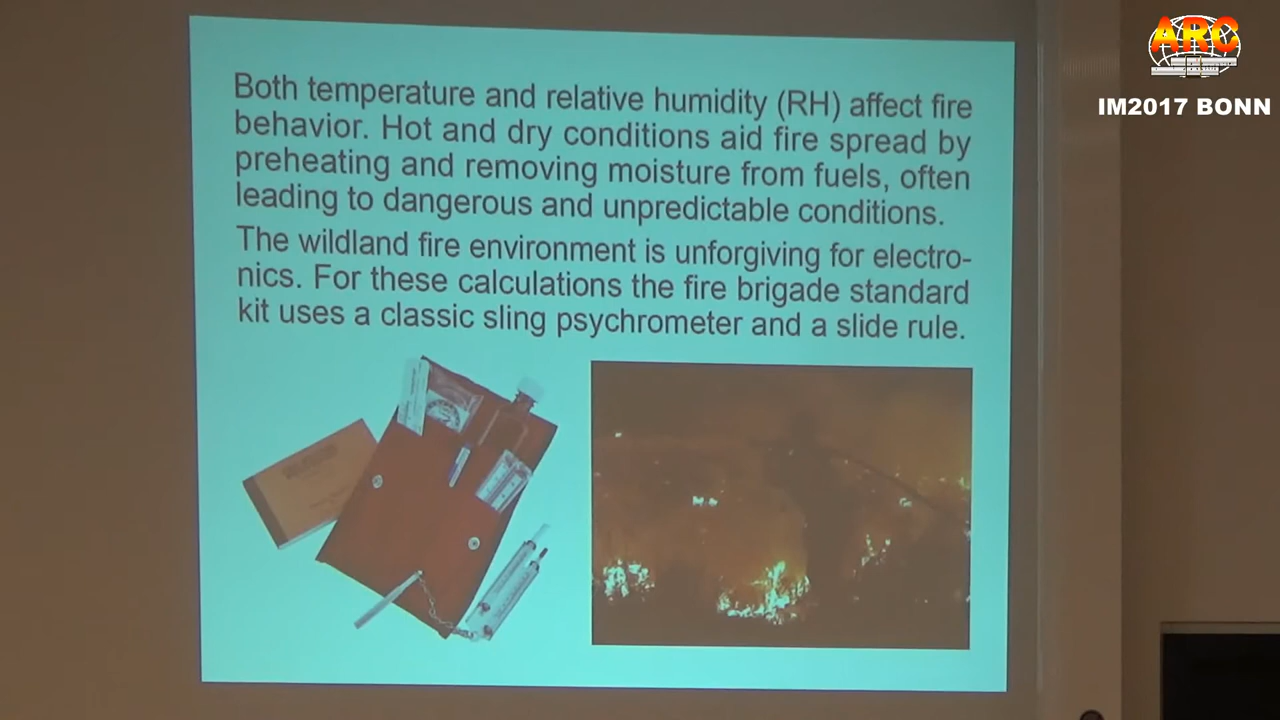 ARC
IM2017 BONN
Both temperature and relative humidity (RH) affect fire
behavior. Hot and dry conditions aid fire spread by
preheating and removing moisture from fuels, often
leading to dangerous and unpredictable conditions.
The wildland fire environment is unforgiving for electro-
nics. For these calculations the fire brigade standard
kit uses a classic sling psychrometer and a slide rule.